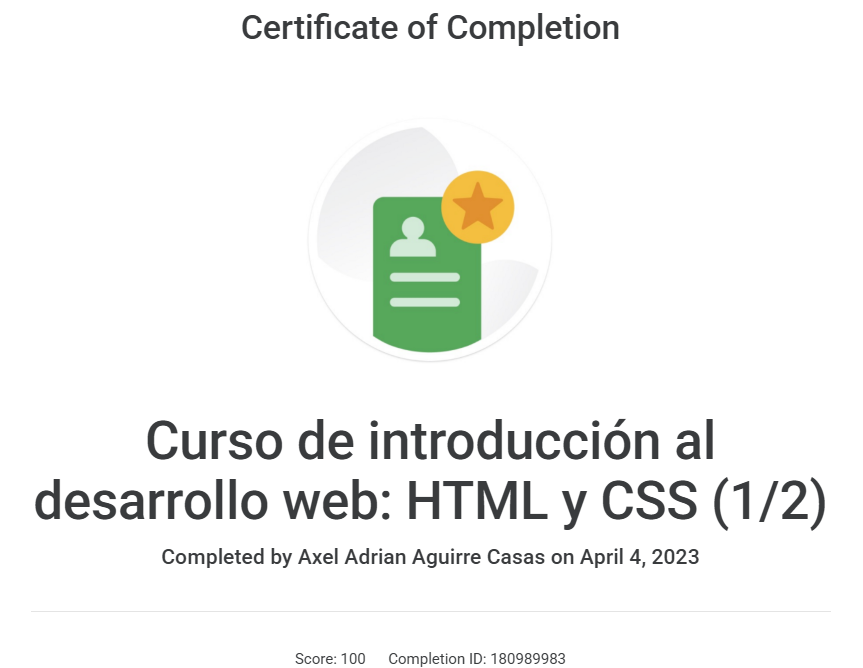 Certificate of Completion
Curso de introducción al
desarrollo web: HTML y CSS (1/2)
Completed by Axel Adrian Aguirre Casas on April 4, 2023
Score: 100 Completion ID: 180989983